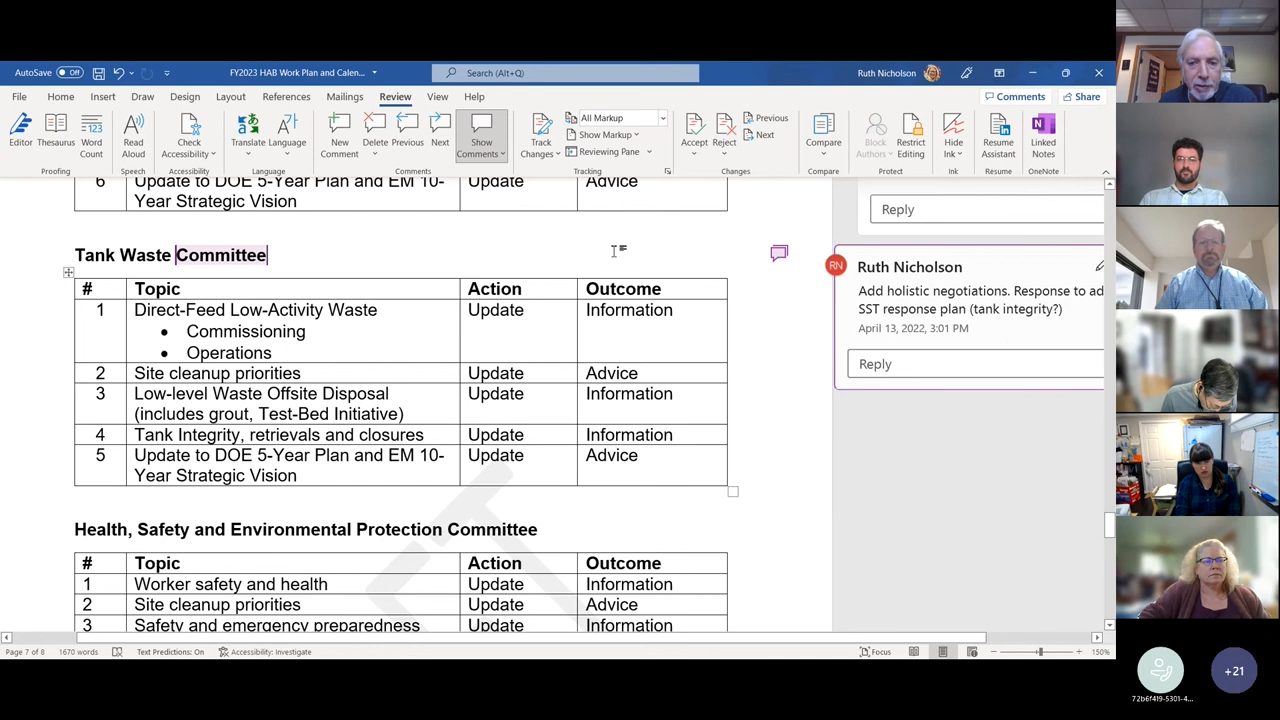 AutoSave Off FY2023 HAB Work Plan and Calen... Search (Alt+Q) Ruth Nicholson
File Home Insert Draw Design Layout References Mailings Review View Help Comments Share
Editor Thesaurus Word Count Read Aloud Check Accessibility Translate Language New Comment Delete Previous Next Show Comments Track Changes All Markup Show Markup Reviewing Pane Accept Reject Previous Next Compare Block Authors Restrict Editing Hide Ink Resume Assistant Linked Notes
Proofing Speech Accessibility Language Comments Tracking Changes Compare Protect Ink Resume OneNote
6 Update to DOE 5-Year Plan and EM 10- Update Advice
Year Strategic Vision
Reply
Tank Waste Committee
# Topic Action Outcome
1 Direct-Feed Low-Activity Waste Update Information
• Commissioning
• Operations
2 Site cleanup priorities Update Advice
3 Low-level Waste Offsite Disposal Update Information
(includes grout, Test-Bed Initiative)
4 Tank Integrity, retrievals and closures Update Information
5 Update to DOE 5-Year Plan and EM 10- Update Advice
Year Strategic Vision
RN Ruth Nicholson
Add holistic negotiations. Response to ad
SST response plan (tank integrity?)
April 13, 2022, 3:01 PM
Reply
Health, Safety and Environmental Protection Committee
# Topic Action Outcome
1 Worker safety and health Update Information
2 Site cleanup priorities Update Advice
3 Safety and emergency preparedness Update Information
Page 7 of 8 1670 words Text Predictions: On Accessibility: Investigate Focus 150%
+21
72b6f419-5301-4...